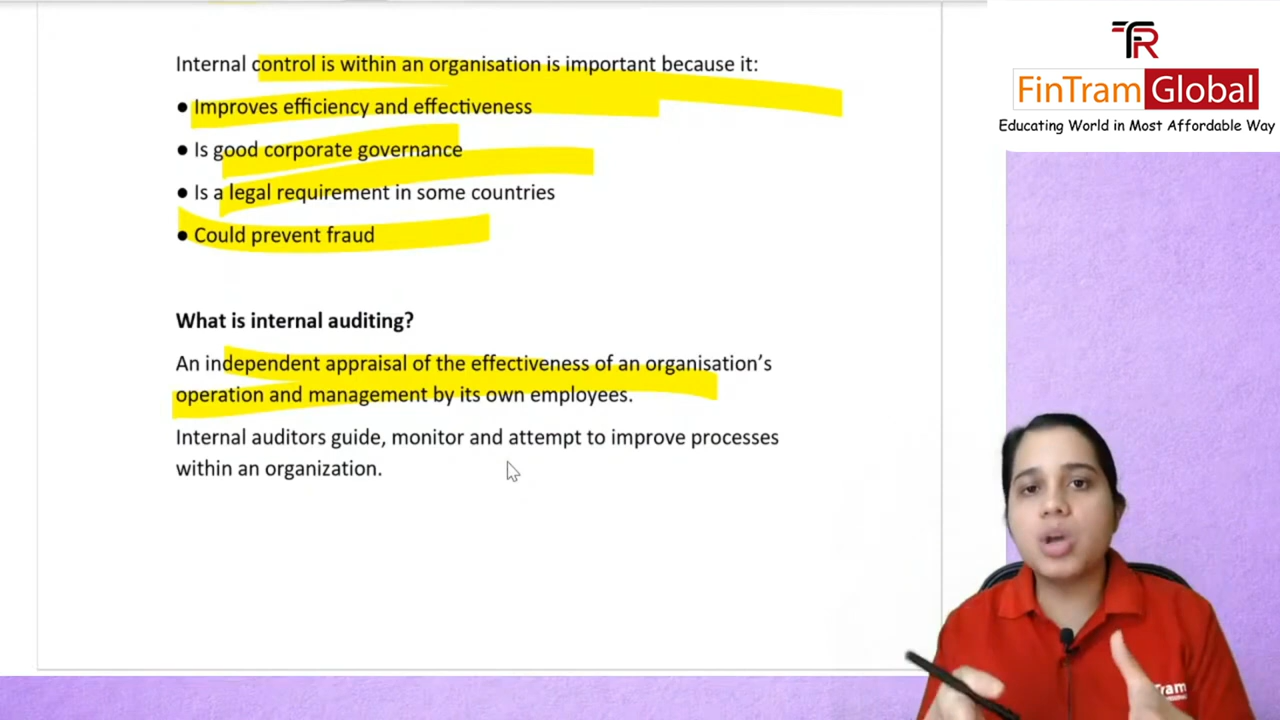 Internal control is within an organisation is important because it:
● Improves efficiency and effectiveness
● Is good corporate governance
● Is a legal requirement in some countries
● Could prevent fraud
What is internal auditing?
An independent appraisal of the effectiveness of an organisation's
operation and management by its own employees.
Internal auditors guide, monitor and attempt to improve processes
within an organization.
TR
FinTram Global
Educating World in Most Affordable Way